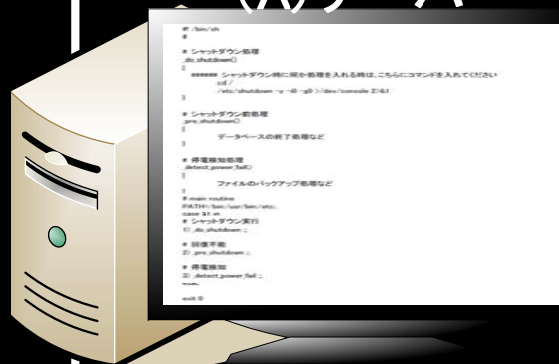 #! /bin/sh
#
# シャットダウン処理
_do_shutdown()
{
###### シャットダウン時に何か処理を入れる時は、こちらにコマンドを入れてください
cd /
/etc/shutdown -y -i0 -g0 >/dev/console 2>&1
}
# シャットダウン前処理
_pre_shutdown()
{
データベースの終了処理など
}
# 停電検知処理
_detect_power_fail()
{
ファイルのバックアップ処理など
}
# main routine
PATH=/bin:/usr/bin:/etc:
case $1 in
# シャットダウン実行
1) _do_shutdown ;;
# 回復不能
2) _pre_shutdown ;;
# 停電検知
3) _detect_power_fail ;;
esac
exit 0